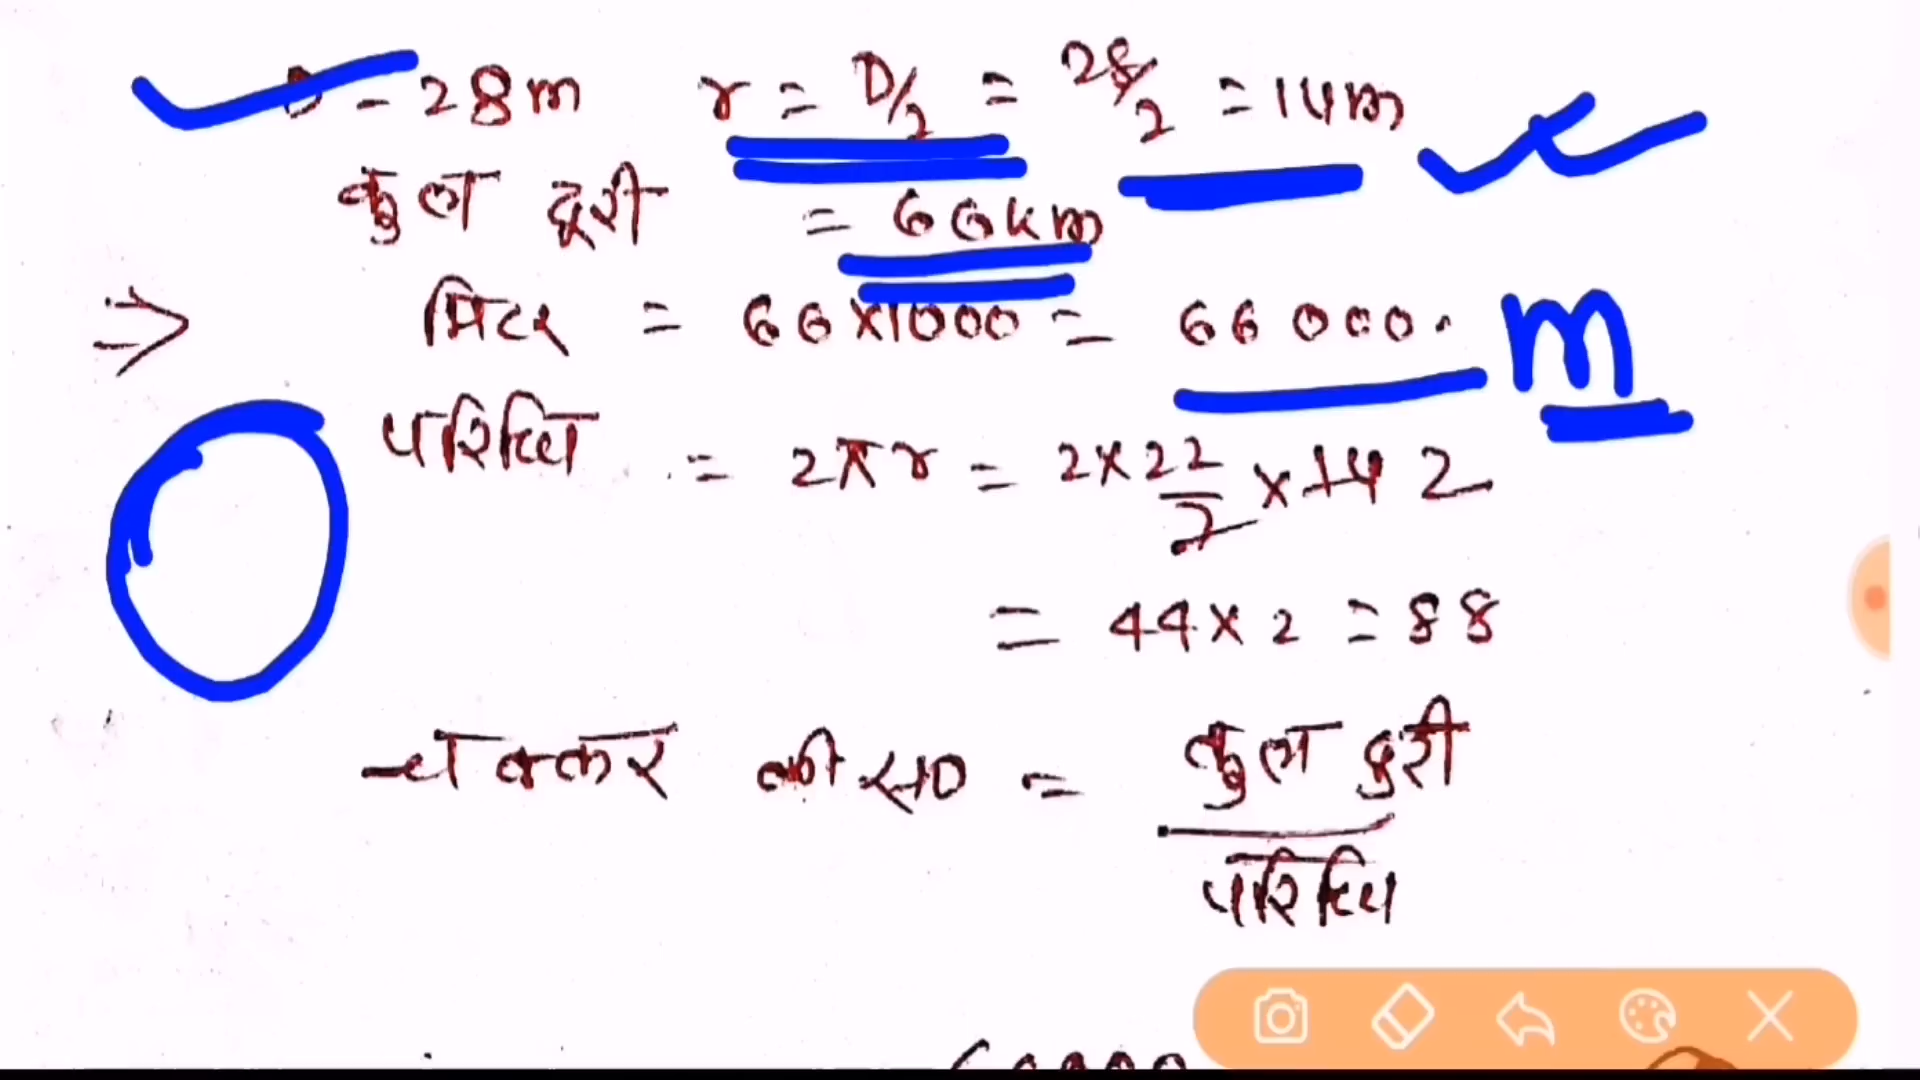 D - 28m r = D/2 = 28/2 = 14m
कुल दूरी = 66km
⇒ मिटर = 66×1000 = 66000. m
परिधि = 2πr = 2×22/7 × 14 2
= 44×2 = 88
चक्कर की स0 = कुल दुरी / परिधि